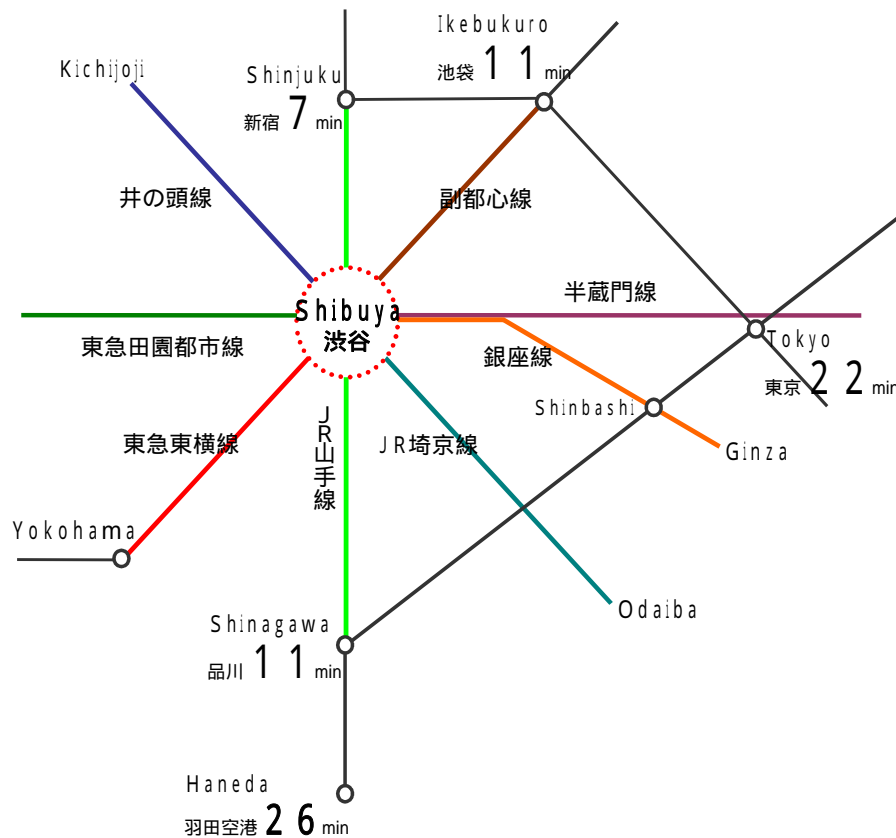 Ikebukuro
池袋 11 min
Kichijoji
Shinjuku
新宿 7 min
井の頭線
副都心線
半蔵門線
Shibuya
渋谷
東急田園都市線
銀座線
Tokyo
東京 22 min
Shinbashi
東急東横線
JR山手線
JR埼京線
Ginza
Yokohama
Odaiba
Shinagawa
品川 11 min
Haneda
羽田空港 26 min